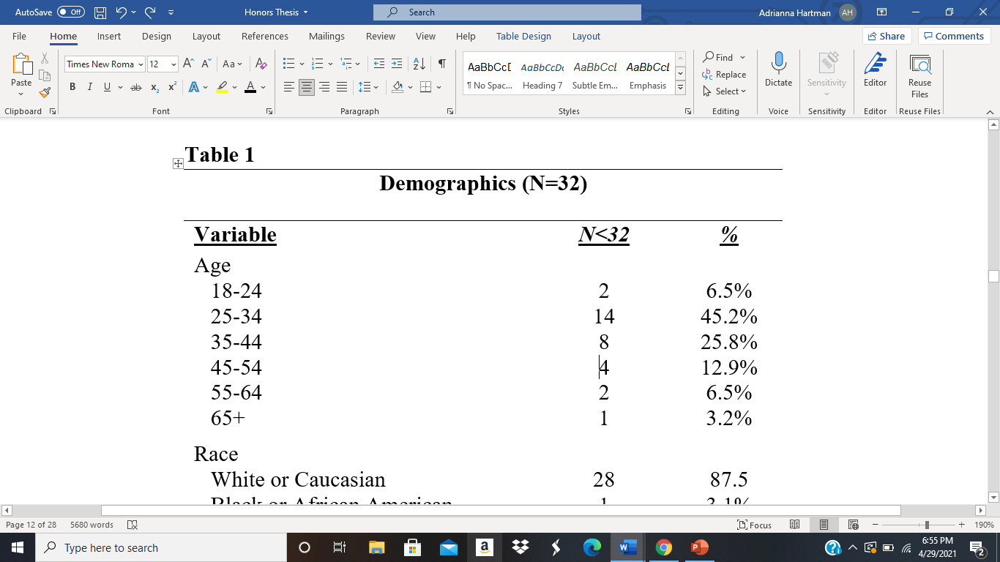 AutoSave Off Honors Thesis Search Adrianna Hartman AH
File Home Insert Design Layout References Mailings Review View Help Table Design Layout Share Comments
Times New Roma 12 Aa AaBbCcD AaBbCcDc AaBbCcL AaBbCcL Find
Paste Replace Dictate Sensitivity Editor Reuse Files
B I U ab x₂ x² A A ¶ No Spac... Heading 7 Subtle Em... Emphasis Select
Clipboard Font Paragraph Styles Editing Voice Sensitivity Editor Reuse Files
Table 1
Demographics (N=32)
Variable N<32 %
Age
18-24 2 6.5%
25-34 14 45.2%
35-44 8 25.8%
45-54 4 12.9%
55-64 2 6.5%
65+ 1 3.2%
Race
White or Caucasian 28 87.5
Black or African American 1 3.1%
Page 12 of 28 5680 words Focus 190%
Type here to search 6:55 PM
4/29/2021 2